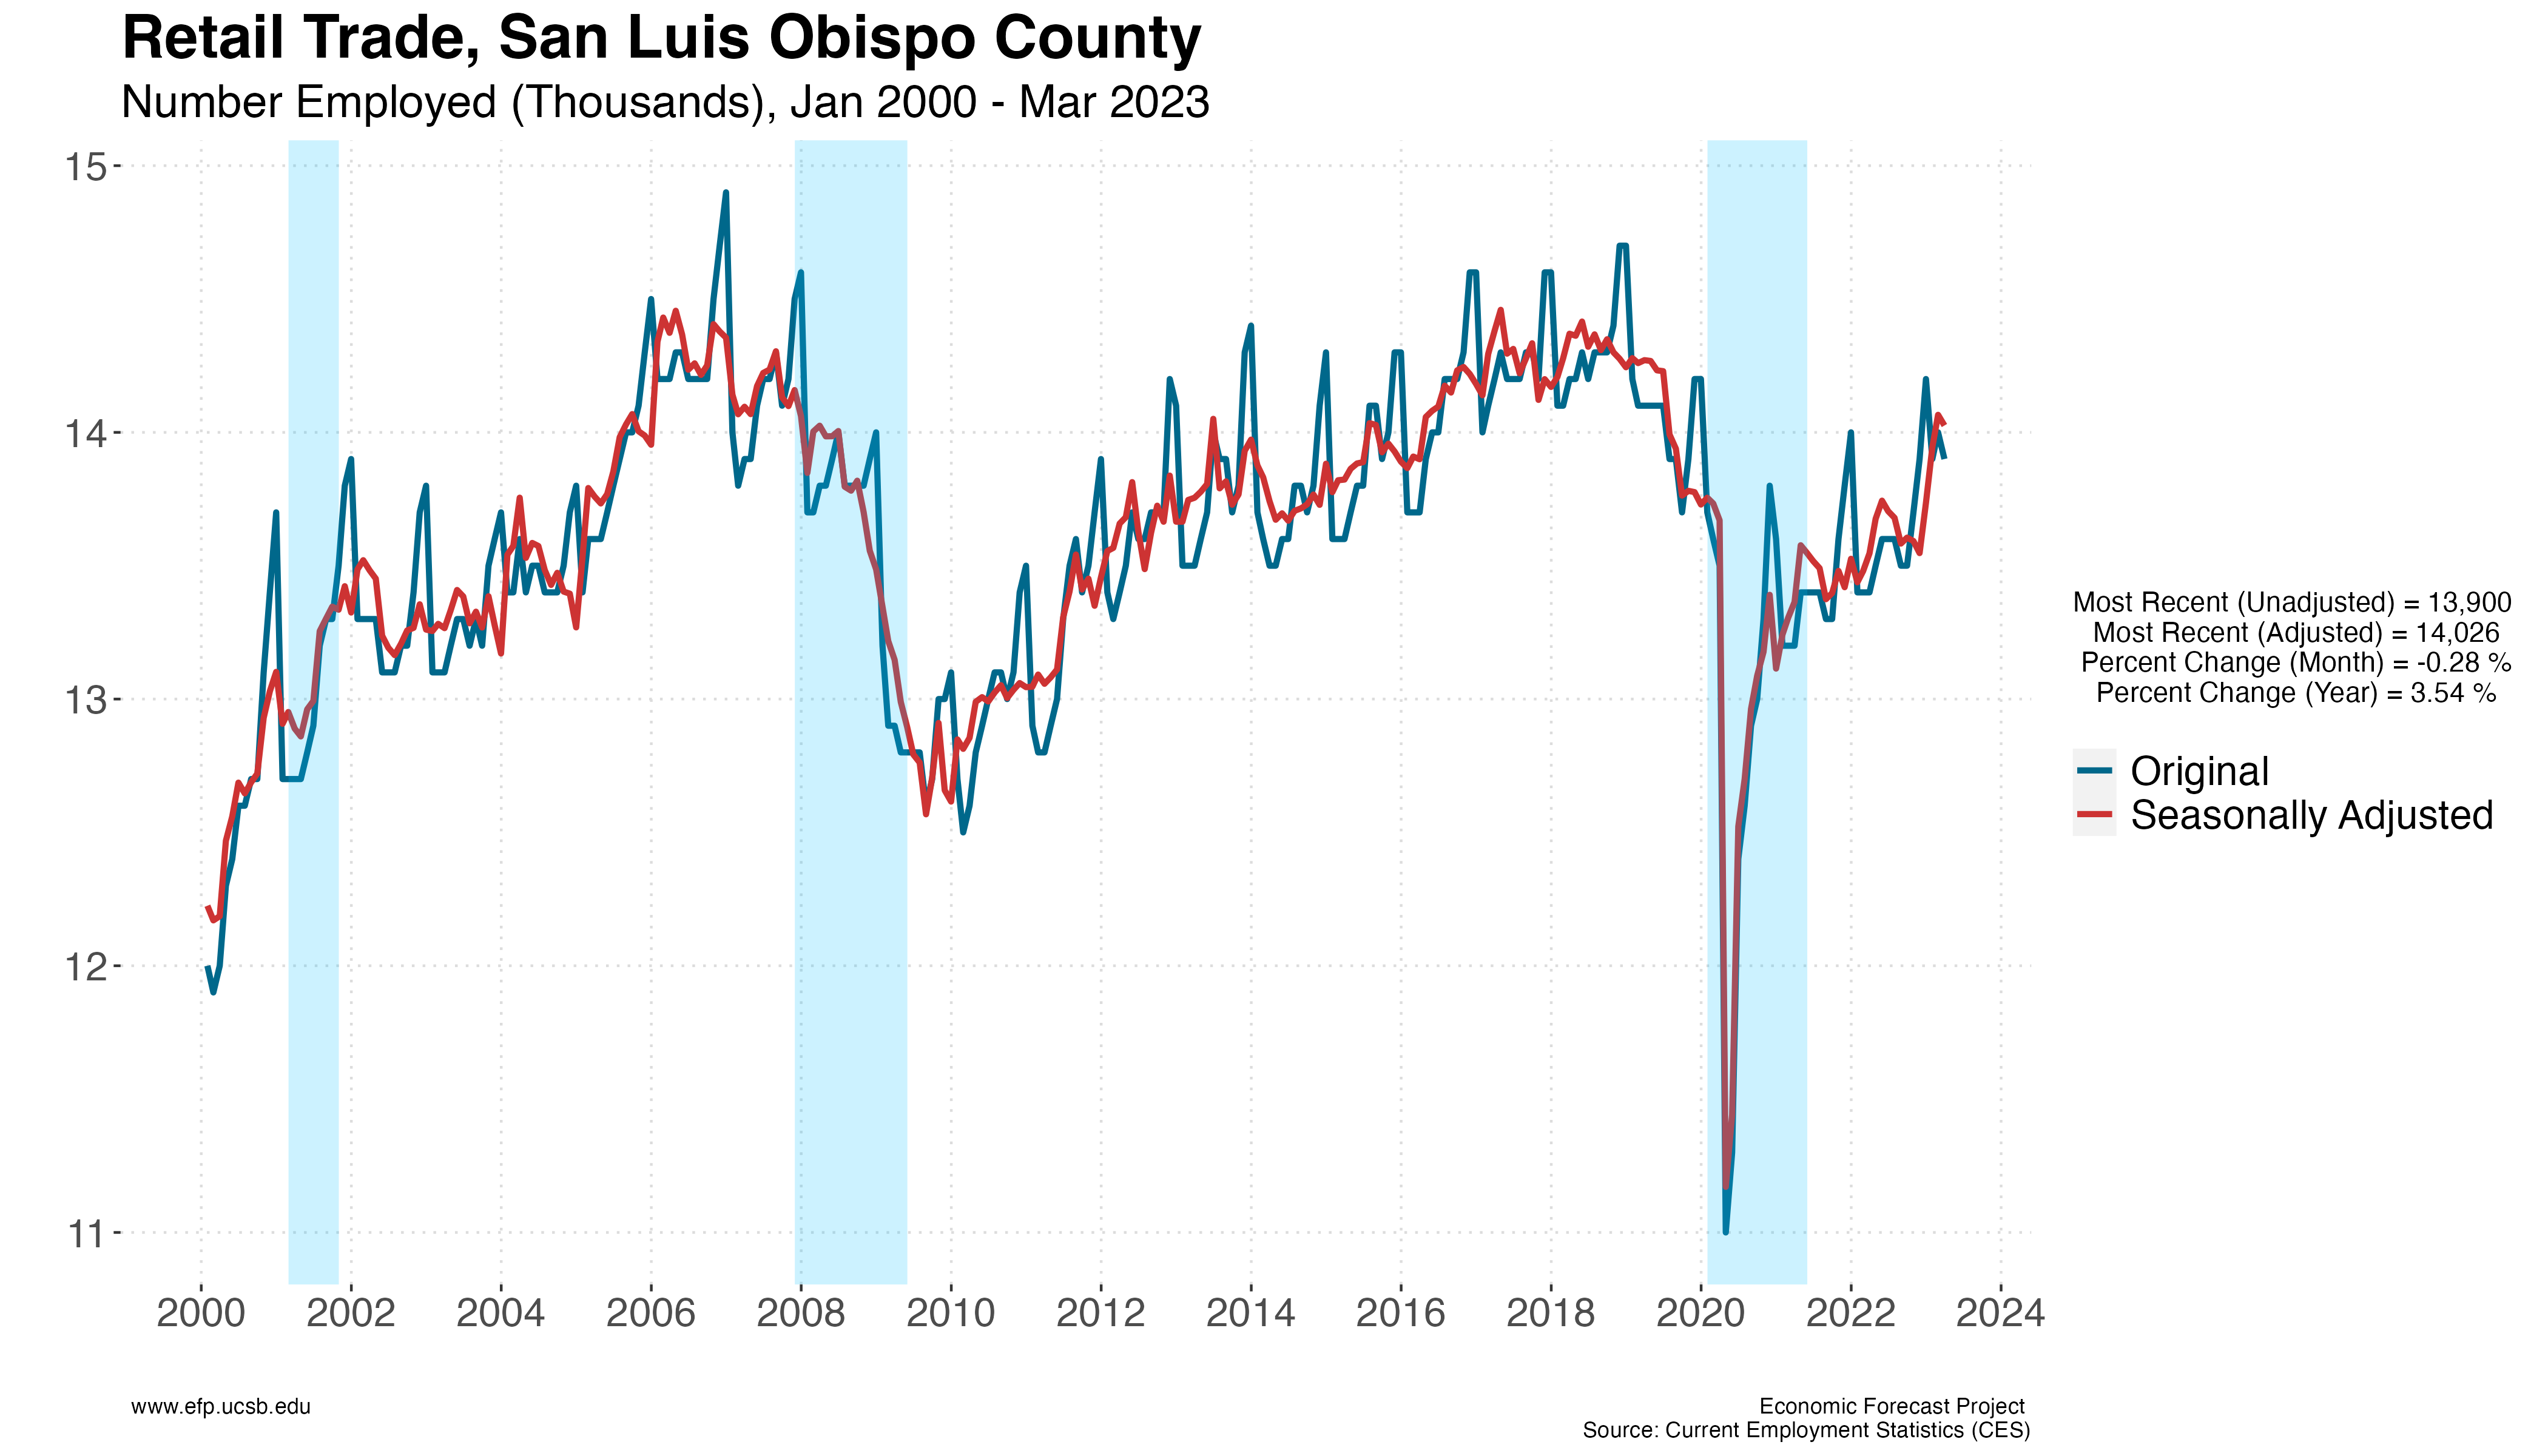 Retail Trade, San Luis Obispo County
Number Employed (Thousands), Jan 2000 - Mar 2023
15
14
13
12
11
2000 2002 2004 2006 2008 2010 2012 2014 2016 2018 2020 2022 2024
Most Recent (Unadjusted) = 13,900
Most Recent (Adjusted) = 14,026
Percent Change (Month) = -0.28 %
Percent Change (Year) = 3.54 %
Original
Seasonally Adjusted
www.efp.ucsb.edu
Economic Forecast Project
Source: Current Employment Statistics (CES)